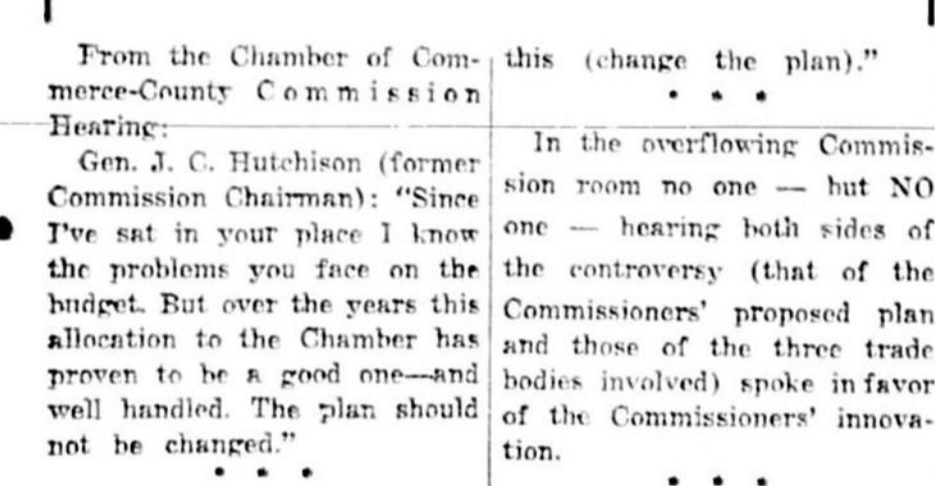 From the Chamber of Com-
merce-County Commission
Hearing:
Gen. J. C. Hutchison (former
Commission Chairman): "Since
I've sat in your place I know
the problems you face on the
budget. But over the years this
allocation to the Chamber has
proven to be a good one—and
well handled. The plan should
not be changed."
* * *
this (change the plan)."
* * *
In the overflowing Commis-
sion room no one — but NO
one — hearing both sides of
the controversy (that of the
Commissioners' proposed plan
and those of the three trade
bodies involved) spoke in favor
of the Commissioners' innova-
tion.
* * *